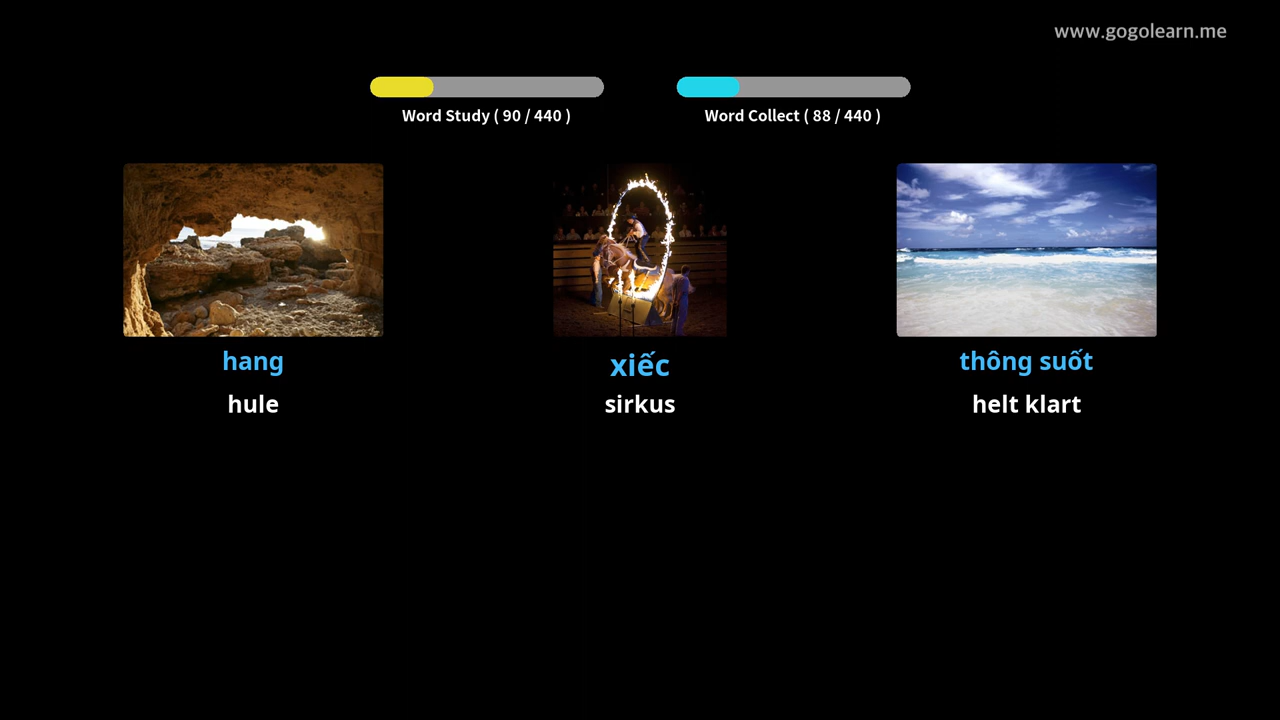 www.gogolearn.me
Word Study ( 90 / 440 )
Word Collect ( 88 / 440 )
hang
hule
xiếc
sirkus
thông suốt
helt klart